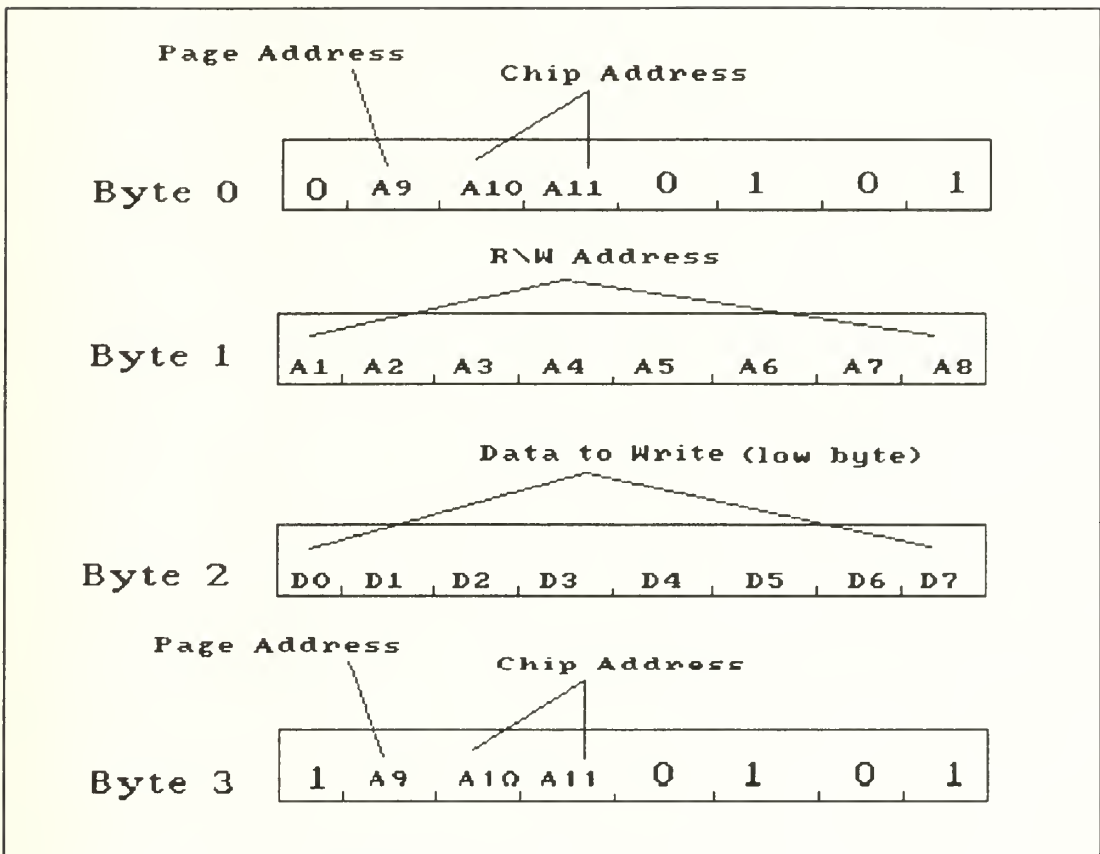 Page Address
Chip Address
Byte 0
0 A9 A10 A11 0 1 0 1
R\W Address
Byte 1
A1 A2 A3 A4 A5 A6 A7 A8
Data to Write (low byte)
Byte 2
D0 D1 D2 D3 D4 D5 D6 D7
Page Address
Chip Address
Byte 3
1 A9 A10 A11 0 1 0 1